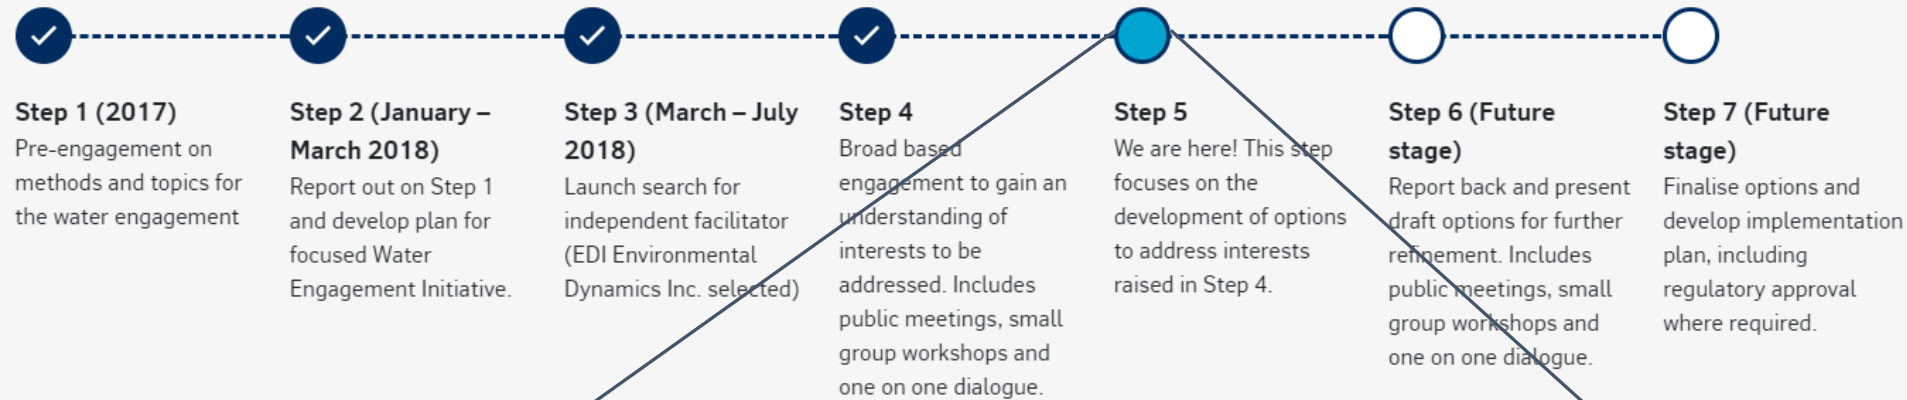 Step 1 (2017)
Pre-engagement on
methods and topics for
the water engagement
Step 2 (January –
March 2018)
Report out on Step 1
and develop plan for
focused Water
Engagement Initiative.
Step 3 (March – July
2018)
Launch search for
independent facilitator
(EDI Environmental
Dynamics Inc. selected)
Step 4
Broad based
engagement to gain an
understanding of
interests to be
addressed. Includes
public meetings, small
group workshops and
one on one dialogue.
Step 5
We are here! This step
focuses on the
development of options
to address interests
raised in Step 4.
Step 6 (Future
stage)
Report back and present
draft options for further
refinement. Includes
public meetings, small
group workshops and
one on one dialogue.
Step 7 (Future
stage)
Finalise options and
develop implementation
plan, including
regulatory approval
where required.